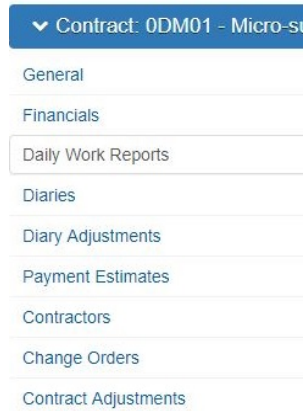 Contract: 0DM01 - Micro-su
General
Financials
Daily Work Reports
Diaries
Diary Adjustments
Payment Estimates
Contractors
Change Orders
Contract Adjustments